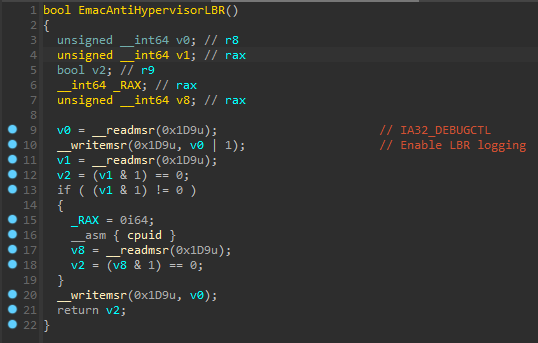 1 bool EmacAntiHypervisorLBR()
2 {
3 unsigned __int64 v0; // r8
4 unsigned __int64 v1; // rax
5 bool v2; // r9
6 __int64 _RAX; // rax
7 unsigned __int64 v8; // rax
8
9 v0 = __readmsr(0x1D9u); // IA32_DEBUGCTL
10 __writemsr(0x1D9u, v0 | 1); // Enable LBR logging
11 v1 = __readmsr(0x1D9u);
12 v2 = (v1 & 1) == 0;
13 if ( (v1 & 1) != 0 )
14 {
15 _RAX = 0i64;
16 __asm { cpuid }
17 v8 = __readmsr(0x1D9u);
18 v2 = (v8 & 1) == 0;
19 }
20 __writemsr(0x1D9u, v0);
21 return v2;
22 }